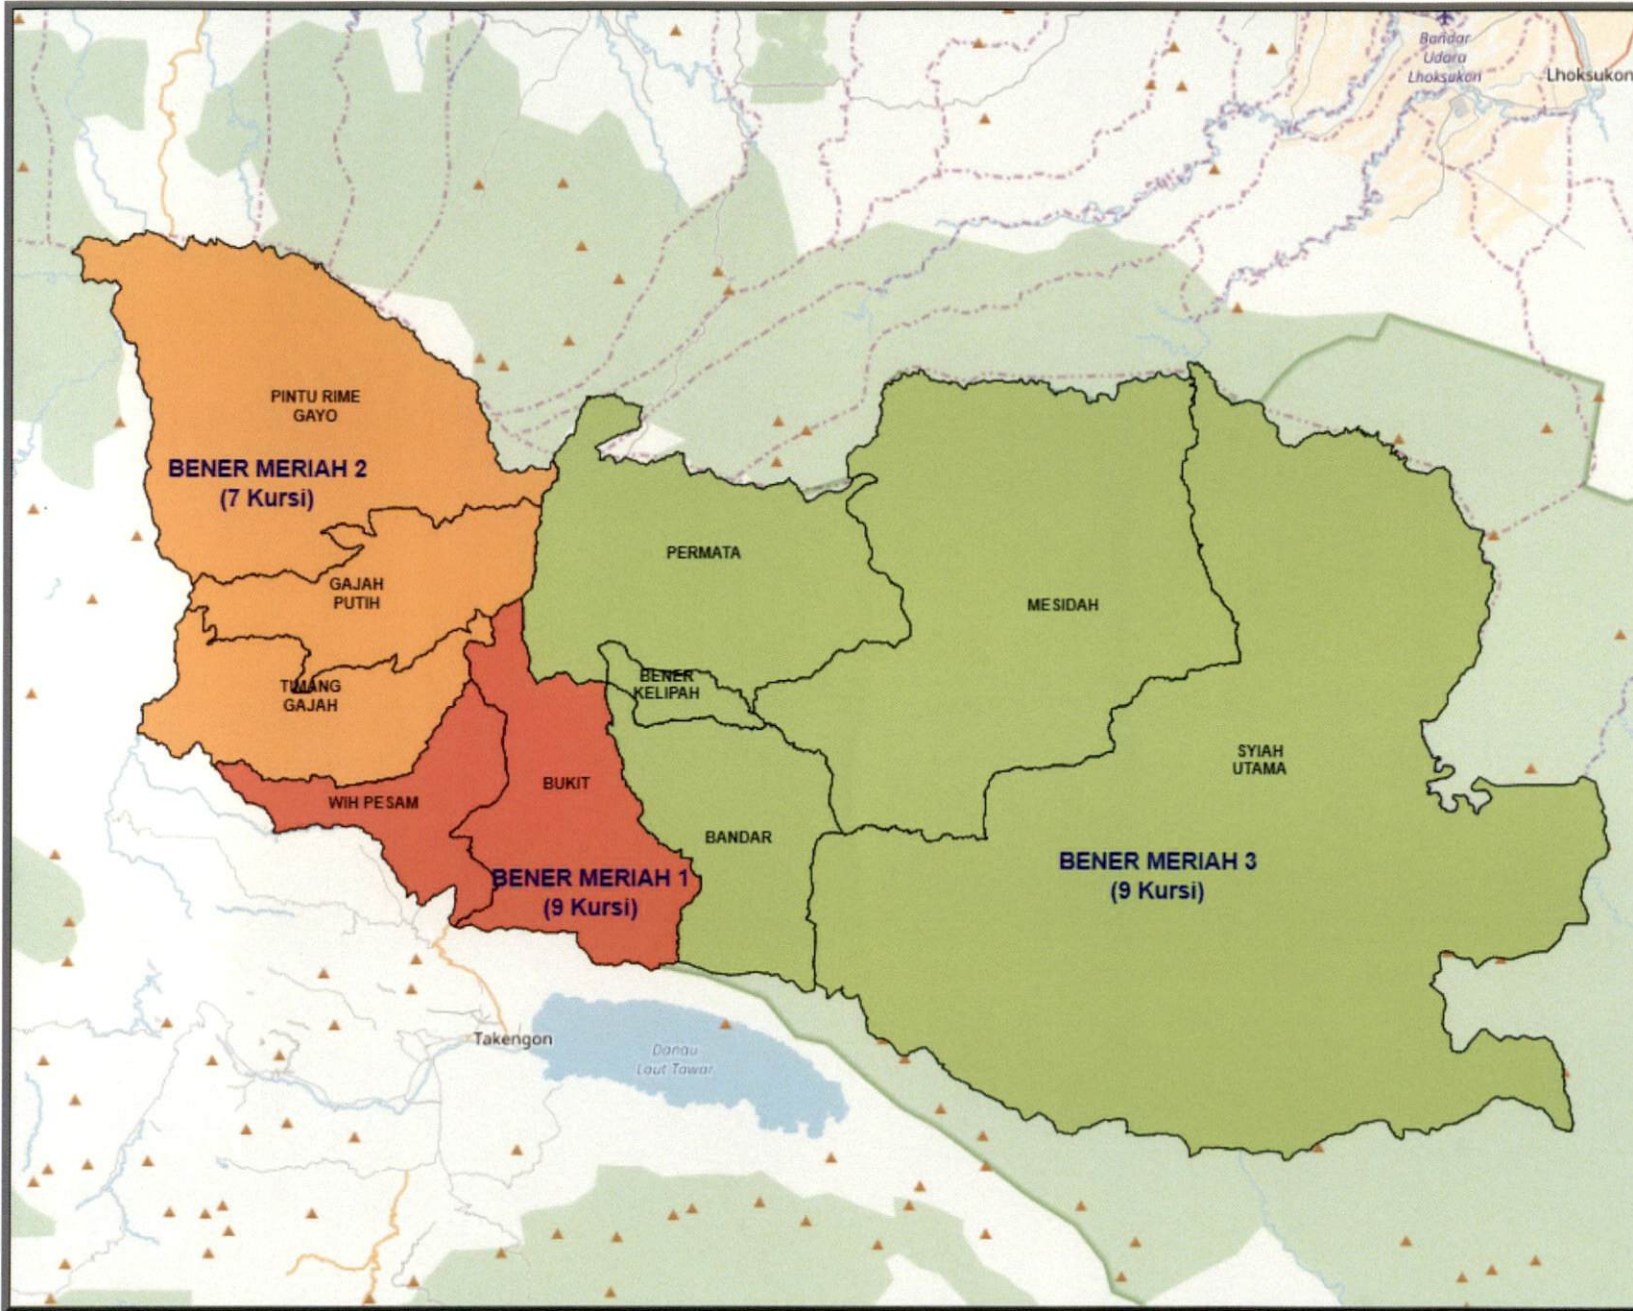 Bandar
Udara
Lhoksukon
Lhoksukon
PINTU RIME
GAYO
BENER MERIAH 2
(7 Kursi)
PERMATA
GAJAH
PUTIH
MESIDAH
TIMANG
GAJAH
BENER
KELIPAH
SYIAH
UTAMA
BUKIT
WIH PESAM
BANDAR
BENER MERIAH 1
(9 Kursi)
BENER MERIAH 3
(9 Kursi)
Takengon
Danau
Laut Tawar